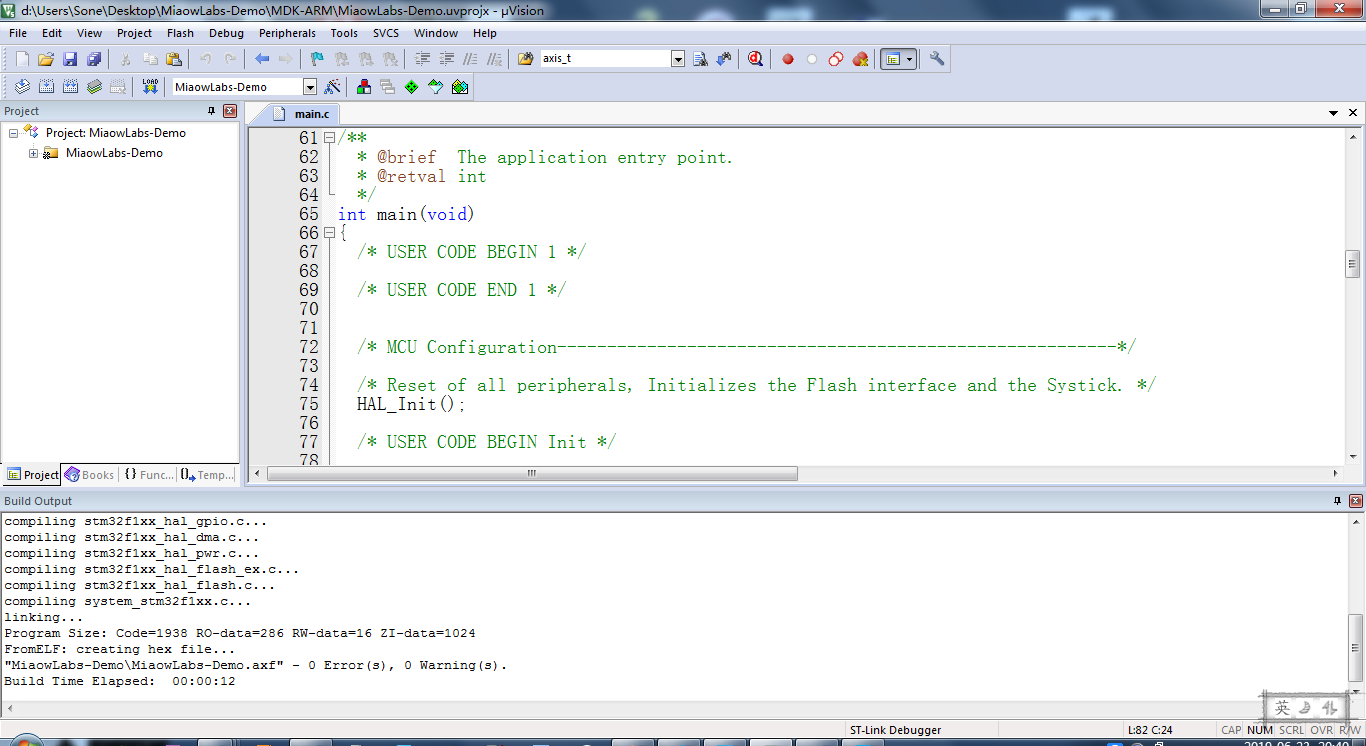 d:\Users\Sone\Desktop\MiaowLabs-Demo\MDK-ARM\MiaowLabs-Demo.uvprojx - µVision
File Edit View Project Flash Debug Peripherals Tools SVCS Window Help
axis_t
LOAD MiaowLabs-Demo
Project
main.c
Project: MiaowLabs-Demo
MiaowLabs-Demo
61 /**
62 * @brief  The application entry point.
63 * @retval int
64 */
65 int main(void)
66 {
67 /* USER CODE BEGIN 1 */
68
69 /* USER CODE END 1 */
70
71
72 /* MCU Configuration--------------------------------------------------------*/
73
74 /* Reset of all peripherals, Initializes the Flash interface and the Systick. */
75 HAL_Init();
76
77 /* USER CODE BEGIN Init */
78
Project Books {} Func... Temp...
Build Output
compiling stm32f1xx_hal_gpio.c...
compiling stm32f1xx_hal_dma.c...
compiling stm32f1xx_hal_pwr.c...
compiling stm32f1xx_hal_flash_ex.c...
compiling stm32f1xx_hal_flash.c...
compiling system_stm32f1xx.c...
linking...
Program Size: Code=1938 RO-data=286 RW-data=16 ZI-data=1024
FromELF: creating hex file...
"MiaowLabs-Demo\MiaowLabs-Demo.axf" - 0 Error(s), 0 Warning(s).
Build Time Elapsed:  00:00:12
英
ST-Link Debugger L:82 C:24 CAP NUM SCRL OVR R/W